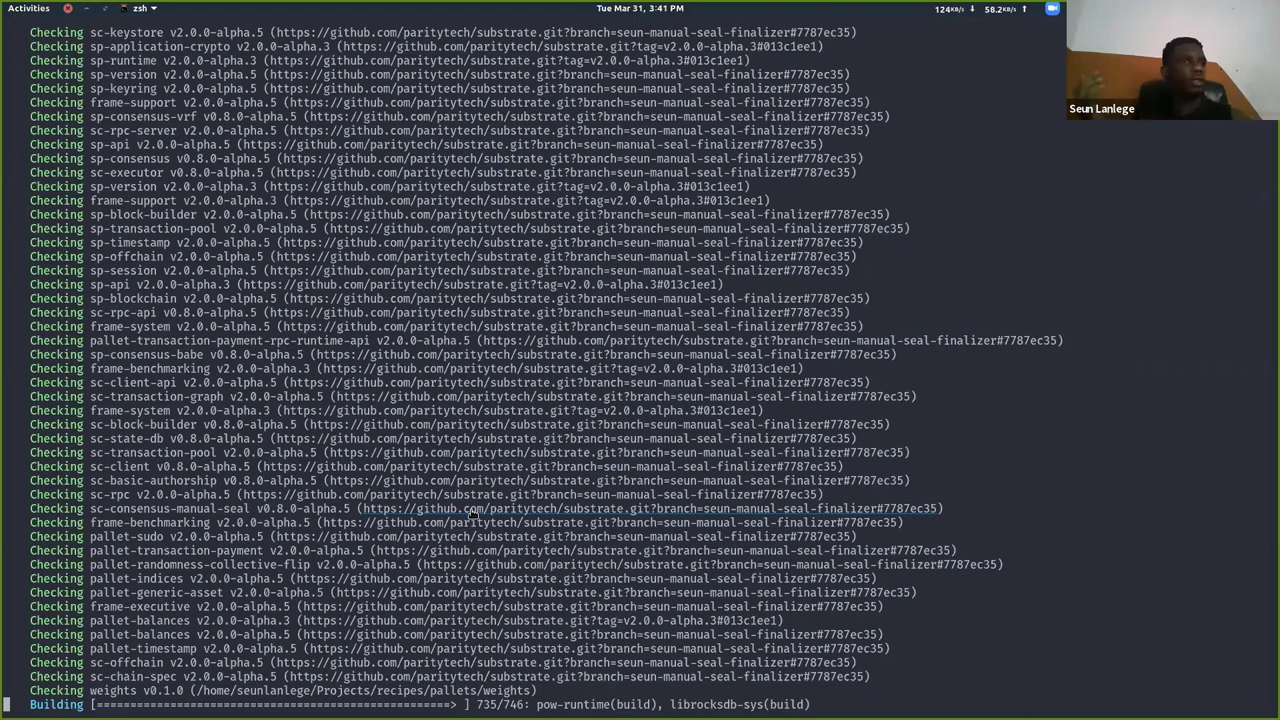 Activities zsh Tue Mar 31, 3:41 PM 124KB/s ↓ 58.2KB/s ↑
Checking sc-keystore v2.0.0-alpha.5 (https://github.com/paritytech/substrate.git?branch=seun-manual-seal-finalizer#7787ec35)
Checking sp-application-crypto v2.0.0-alpha.3 (https://github.com/paritytech/substrate.git?tag=v2.0.0-alpha.3#013c1ee1)
Checking sp-runtime v2.0.0-alpha.3 (https://github.com/paritytech/substrate.git?tag=v2.0.0-alpha.3#013c1ee1)
Checking sp-version v2.0.0-alpha.5 (https://github.com/paritytech/substrate.git?branch=seun-manual-seal-finalizer#7787ec35)
Checking sp-keyring v2.0.0-alpha.5 (https://github.com/paritytech/substrate.git?branch=seun-manual-seal-finalizer#7787ec35)
Checking frame-support v2.0.0-alpha.5 (https://github.com/paritytech/substrate.git?branch=seun-manual-seal-finalizer#7787ec35)
Seun Lanlege
Checking sp-consensus-vrf v0.8.0-alpha.5 (https://github.com/paritytech/substrate.git?branch=seun-manual-seal-finalizer#7787ec35)
Checking sc-rpc-server v2.0.0-alpha.5 (https://github.com/paritytech/substrate.git?branch=seun-manual-seal-finalizer#7787ec35)
Checking sp-api v2.0.0-alpha.5 (https://github.com/paritytech/substrate.git?branch=seun-manual-seal-finalizer#7787ec35)
Checking sp-consensus v0.8.0-alpha.5 (https://github.com/paritytech/substrate.git?branch=seun-manual-seal-finalizer#7787ec35)
Checking sc-executor v0.8.0-alpha.5 (https://github.com/paritytech/substrate.git?branch=seun-manual-seal-finalizer#7787ec35)
Checking sp-version v2.0.0-alpha.3 (https://github.com/paritytech/substrate.git?tag=v2.0.0-alpha.3#013c1ee1)
Checking frame-support v2.0.0-alpha.3 (https://github.com/paritytech/substrate.git?tag=v2.0.0-alpha.3#013c1ee1)
Checking sp-block-builder v2.0.0-alpha.5 (https://github.com/paritytech/substrate.git?branch=seun-manual-seal-finalizer#7787ec35)
Checking sp-transaction-pool v2.0.0-alpha.5 (https://github.com/paritytech/substrate.git?branch=seun-manual-seal-finalizer#7787ec35)
Checking sp-timestamp v2.0.0-alpha.5 (https://github.com/paritytech/substrate.git?branch=seun-manual-seal-finalizer#7787ec35)
Checking sp-offchain v2.0.0-alpha.5 (https://github.com/paritytech/substrate.git?branch=seun-manual-seal-finalizer#7787ec35)
Checking sp-session v2.0.0-alpha.5 (https://github.com/paritytech/substrate.git?branch=seun-manual-seal-finalizer#7787ec35)
Checking sp-api v2.0.0-alpha.3 (https://github.com/paritytech/substrate.git?tag=v2.0.0-alpha.3#013c1ee1)
Checking sp-blockchain v2.0.0-alpha.5 (https://github.com/paritytech/substrate.git?branch=seun-manual-seal-finalizer#7787ec35)
Checking sc-rpc-api v0.8.0-alpha.5 (https://github.com/paritytech/substrate.git?branch=seun-manual-seal-finalizer#7787ec35)
Checking frame-system v2.0.0-alpha.5 (https://github.com/paritytech/substrate.git?branch=seun-manual-seal-finalizer#7787ec35)
Checking pallet-transaction-payment-rpc-runtime-api v2.0.0-alpha.5 (https://github.com/paritytech/substrate.git?branch=seun-manual-seal-finalizer#7787ec35)
Checking sp-consensus-babe v0.8.0-alpha.5 (https://github.com/paritytech/substrate.git?branch=seun-manual-seal-finalizer#7787ec35)
Checking frame-benchmarking v2.0.0-alpha.3 (https://github.com/paritytech/substrate.git?tag=v2.0.0-alpha.3#013c1ee1)
Checking sc-client-api v2.0.0-alpha.5 (https://github.com/paritytech/substrate.git?branch=seun-manual-seal-finalizer#7787ec35)
Checking sc-transaction-graph v2.0.0-alpha.5 (https://github.com/paritytech/substrate.git?branch=seun-manual-seal-finalizer#7787ec35)
Checking frame-system v2.0.0-alpha.3 (https://github.com/paritytech/substrate.git?tag=v2.0.0-alpha.3#013c1ee1)
Checking sc-block-builder v0.8.0-alpha.5 (https://github.com/paritytech/substrate.git?branch=seun-manual-seal-finalizer#7787ec35)
Checking sc-state-db v0.8.0-alpha.5 (https://github.com/paritytech/substrate.git?branch=seun-manual-seal-finalizer#7787ec35)
Checking sc-transaction-pool v2.0.0-alpha.5 (https://github.com/paritytech/substrate.git?branch=seun-manual-seal-finalizer#7787ec35)
Checking sc-client v0.8.0-alpha.5 (https://github.com/paritytech/substrate.git?branch=seun-manual-seal-finalizer#7787ec35)
Checking sc-basic-authorship v0.8.0-alpha.5 (https://github.com/paritytech/substrate.git?branch=seun-manual-seal-finalizer#7787ec35)
Checking sc-rpc v2.0.0-alpha.5 (https://github.com/paritytech/substrate.git?branch=seun-manual-seal-finalizer#7787ec35)
Checking sc-consensus-manual-seal v0.8.0-alpha.5 (https://github.com/paritytech/substrate.git?branch=seun-manual-seal-finalizer#7787ec35)
Checking frame-benchmarking v2.0.0-alpha.5 (https://github.com/paritytech/substrate.git?branch=seun-manual-seal-finalizer#7787ec35)
Checking pallet-sudo v2.0.0-alpha.5 (https://github.com/paritytech/substrate.git?branch=seun-manual-seal-finalizer#7787ec35)
Checking pallet-transaction-payment v2.0.0-alpha.5 (https://github.com/paritytech/substrate.git?branch=seun-manual-seal-finalizer#7787ec35)
Checking pallet-randomness-collective-flip v2.0.0-alpha.5 (https://github.com/paritytech/substrate.git?branch=seun-manual-seal-finalizer#7787ec35)
Checking pallet-indices v2.0.0-alpha.5 (https://github.com/paritytech/substrate.git?branch=seun-manual-seal-finalizer#7787ec35)
Checking pallet-generic-asset v2.0.0-alpha.5 (https://github.com/paritytech/substrate.git?branch=seun-manual-seal-finalizer#7787ec35)
Checking frame-executive v2.0.0-alpha.5 (https://github.com/paritytech/substrate.git?branch=seun-manual-seal-finalizer#7787ec35)
Checking pallet-balances v2.0.0-alpha.3 (https://github.com/paritytech/substrate.git?tag=v2.0.0-alpha.3#013c1ee1)
Checking pallet-balances v2.0.0-alpha.5 (https://github.com/paritytech/substrate.git?branch=seun-manual-seal-finalizer#7787ec35)
Checking pallet-timestamp v2.0.0-alpha.5 (https://github.com/paritytech/substrate.git?branch=seun-manual-seal-finalizer#7787ec35)
Checking sc-offchain v2.0.0-alpha.5 (https://github.com/paritytech/substrate.git?branch=seun-manual-seal-finalizer#7787ec35)
Checking sc-chain-spec v2.0.0-alpha.5 (https://github.com/paritytech/substrate.git?branch=seun-manual-seal-finalizer#7787ec35)
Checking weights v0.1.0 (/home/seunlanlege/Projects/recipes/pallets/weights)
Building [=====================================================> ] 735/746: pow-runtime(build), librocksdb-sys(build)